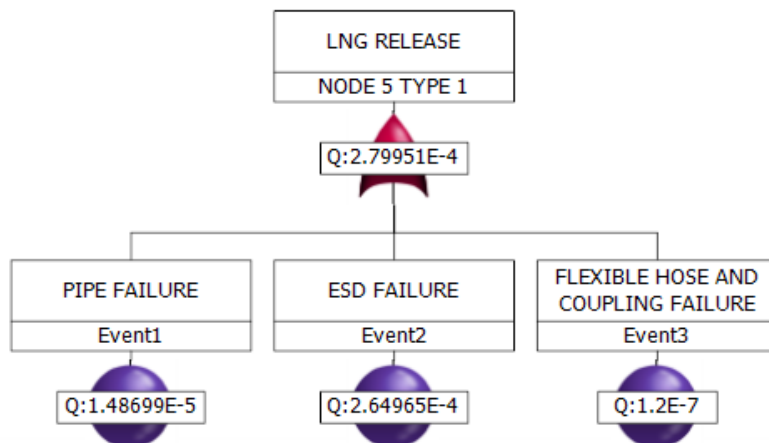 LNG RELEASE
NODE 5 TYPE 1
Q:2.79951E-4
PIPE FAILURE
Event1
Q:1.48699E-5
ESD FAILURE
Event2
Q:2.64965E-4
FLEXIBLE HOSE AND
COUPLING FAILURE
Event3
Q:1.2E-7